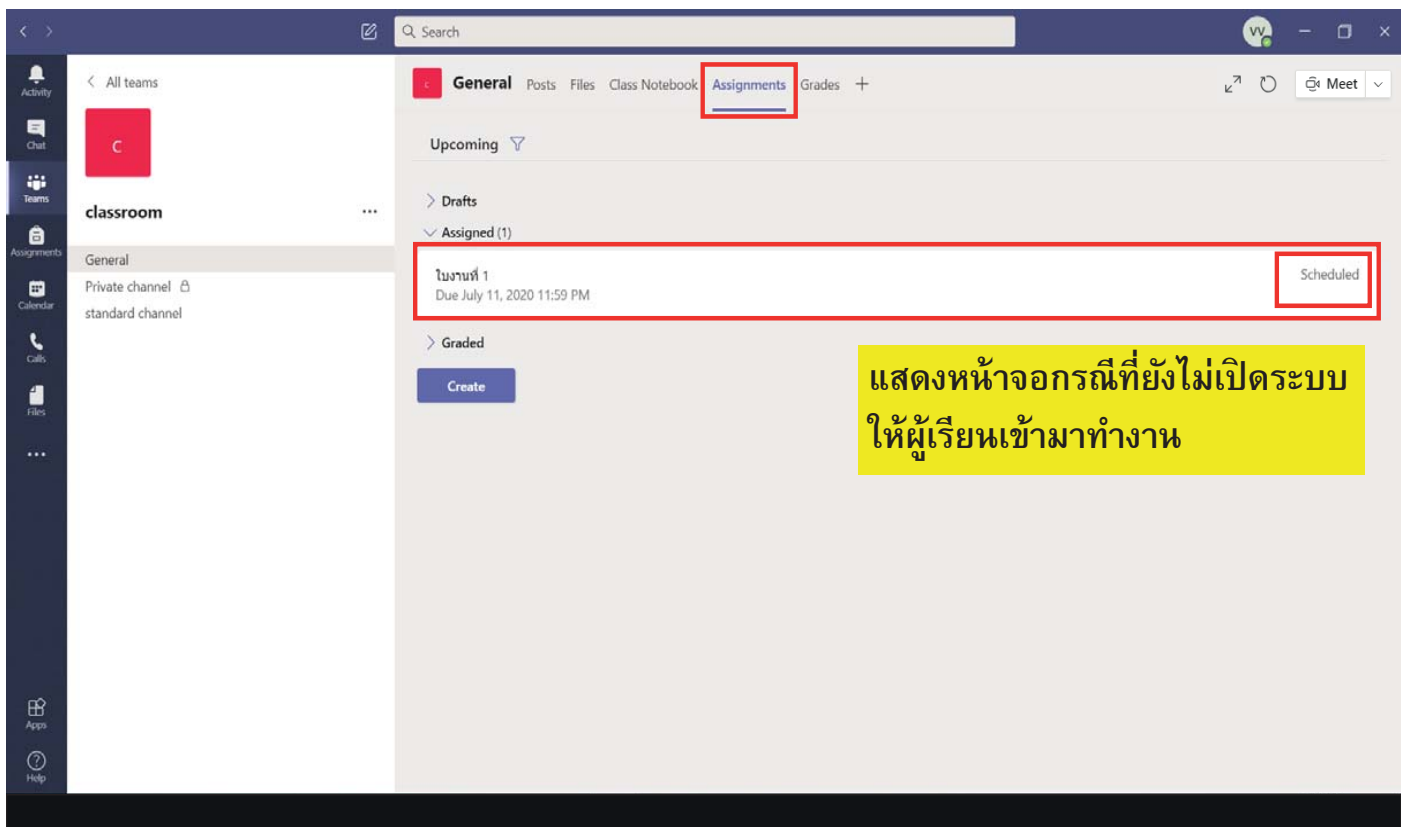 Search
VV
Activity
Chat
Teams
Assignments
Calendar
Calls
Files
Apps
Help
All teams
C
classroom
General
Private channel
standard channel
c General Posts Files Class Notebook Assignments Grades +
Meet
Upcoming
Drafts
Assigned (1)
ใบงานที่ 1
Due July 11, 2020 11:59 PM
Scheduled
Graded
Create
แสดงหน้าจอกรณีที่ยังไม่เปิดระบบ
ให้ผู้เรียนเข้ามาทำงาน